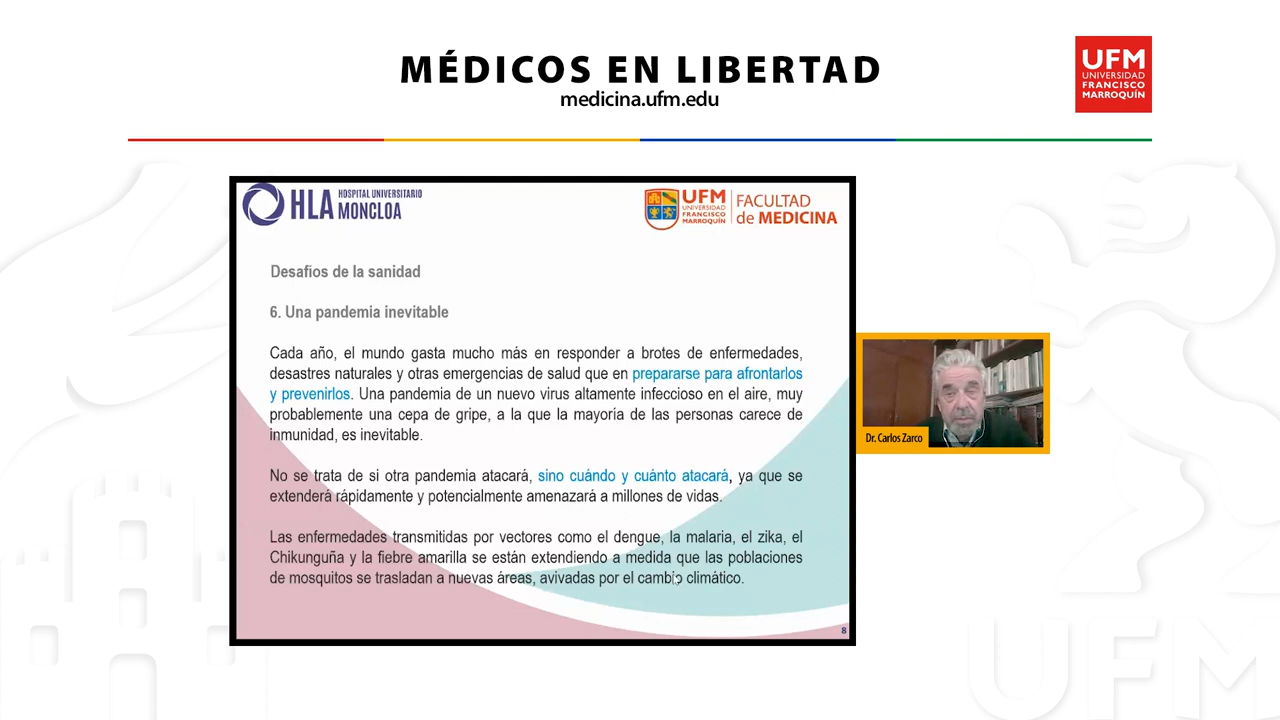 MÉDICOS EN LIBERTAD
medicina.ufm.edu
UFM
UNIVERSIDAD
FRANCISCO
MARROQUÍN
HLA HOSPITAL UNIVERSITARIO
MONCLOA
UFM
UNIVERSIDAD
FRANCISCO
MARROQUÍN
FACULTAD
de MEDICINA
Desafíos de la sanidad
6. Una pandemia inevitable
Cada año, el mundo gasta mucho más en responder a brotes de enfermedades,
desastres naturales y otras emergencias de salud que en prepararse para afrontarlos
y prevenirlos. Una pandemia de un nuevo virus altamente infeccioso en el aire, muy
probablemente una cepa de gripe, a la que la mayoría de las personas carece de
inmunidad, es inevitable.
No se trata de si otra pandemia atacará, sino cuándo y cuánto atacará, ya que se
extenderá rápidamente y potencialmente amenazará a millones de vidas.
Las enfermedades transmitidas por vectores como el dengue, la malaria, el zika, el
Chikunguña y la fiebre amarilla se están extendiendo a medida que las poblaciones
de mosquitos se trasladan a nuevas áreas, avivadas por el cambio climático.
8
Dr. Carlos Zarco
UFM